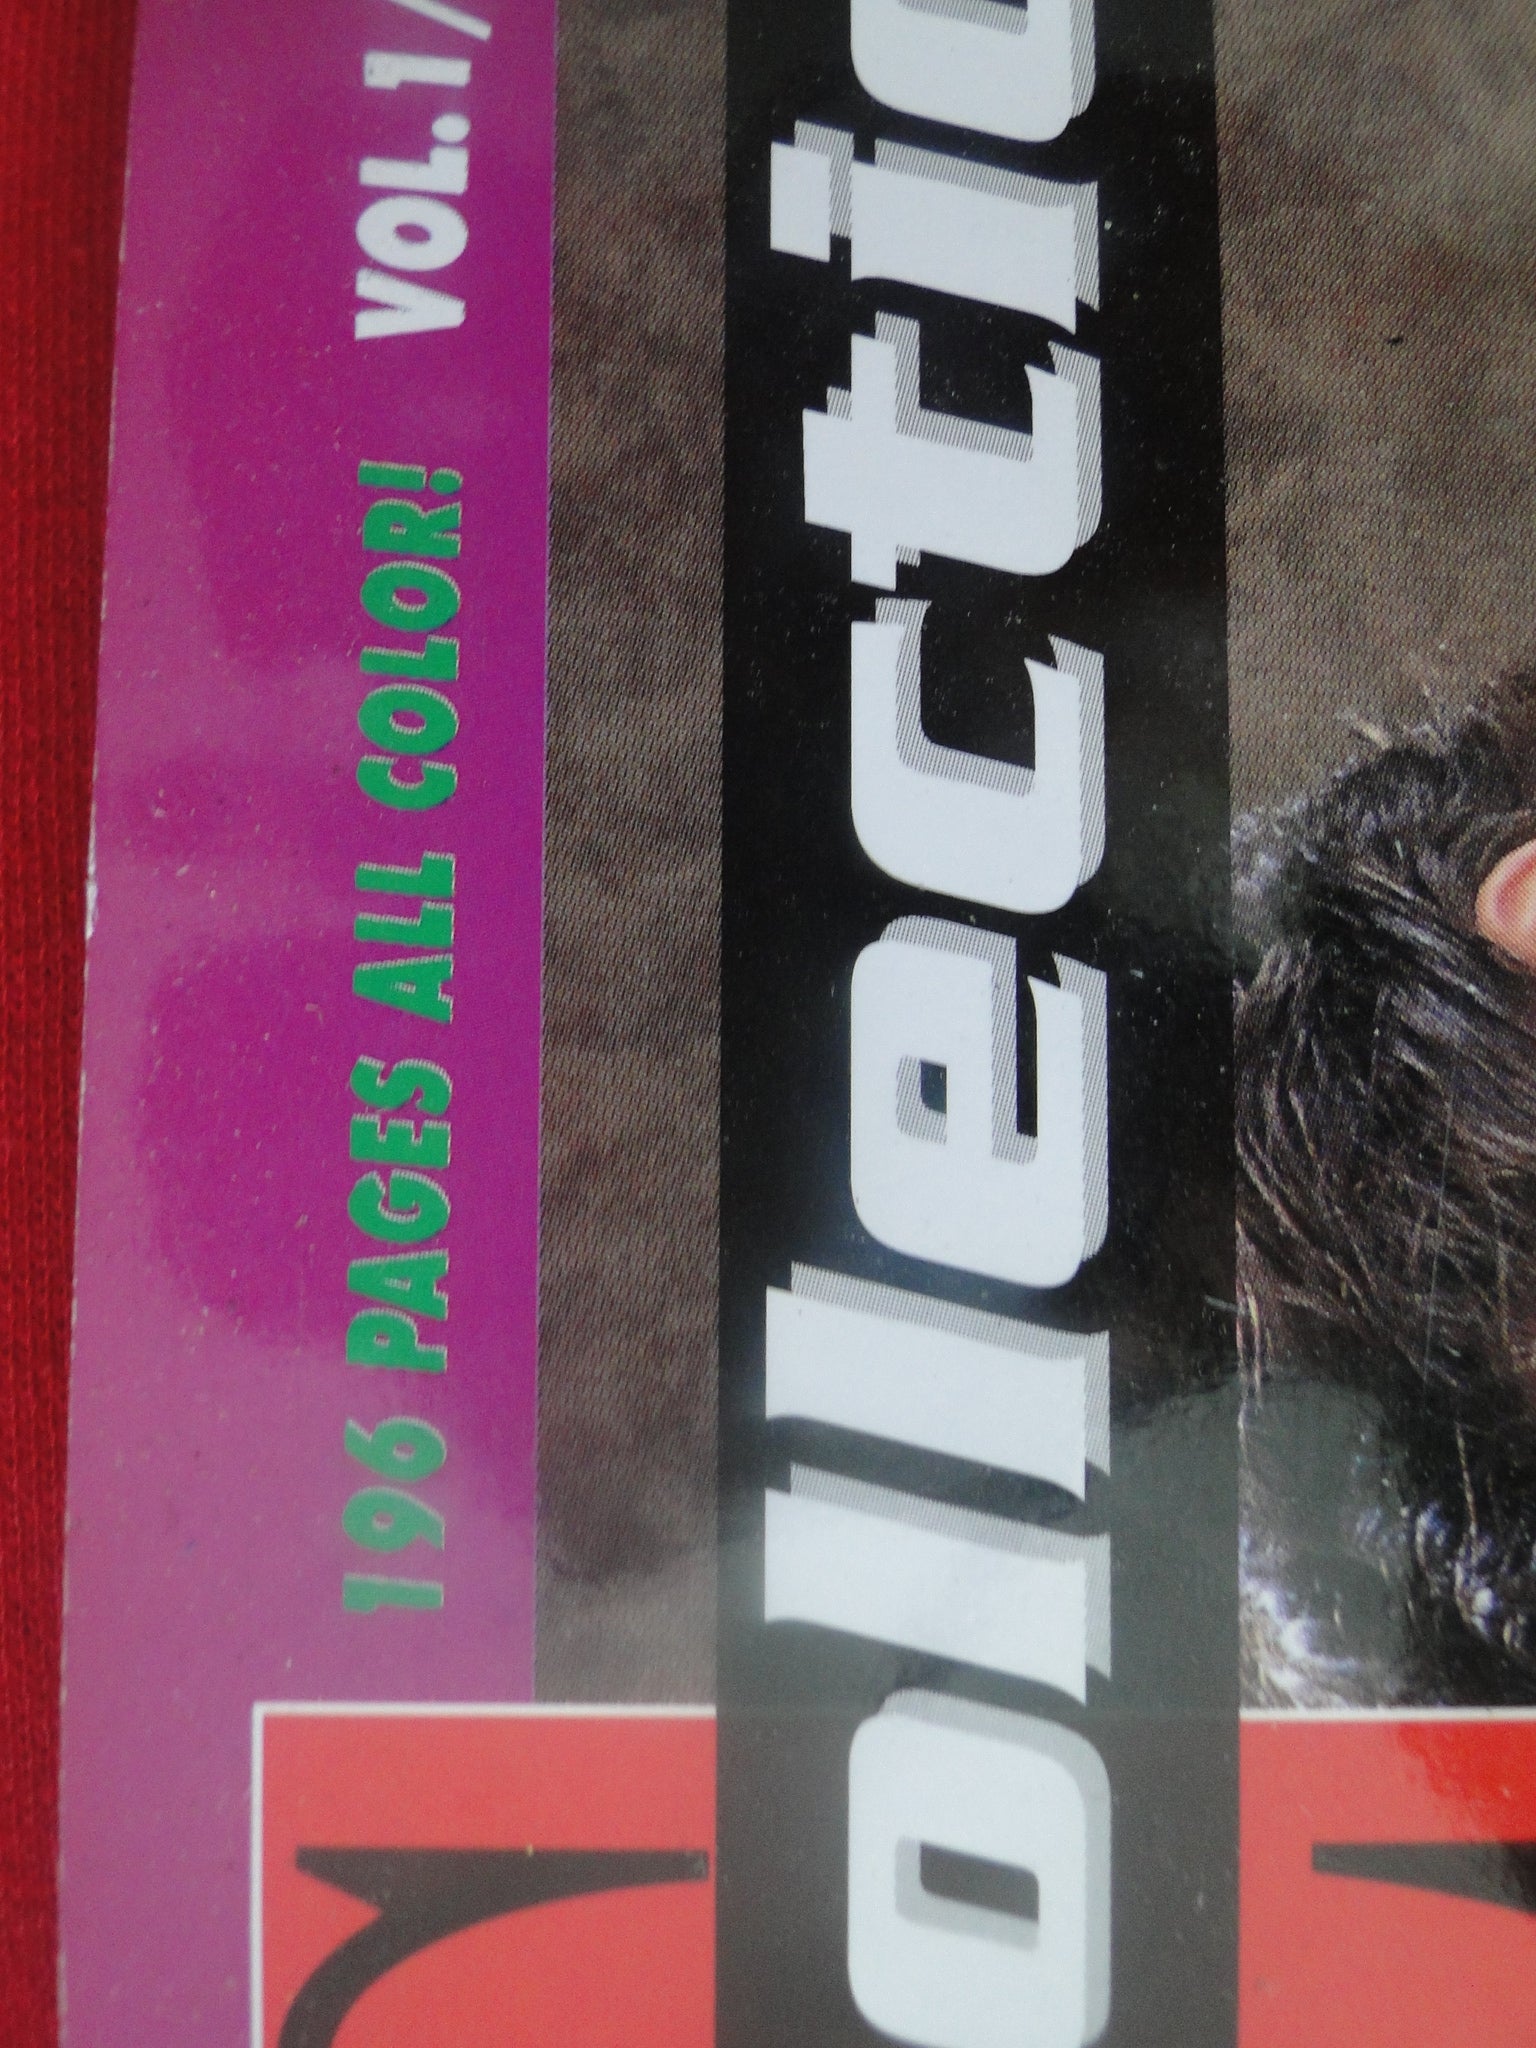 196 PAGES ALL COLOR! VOL.1/
ollectio